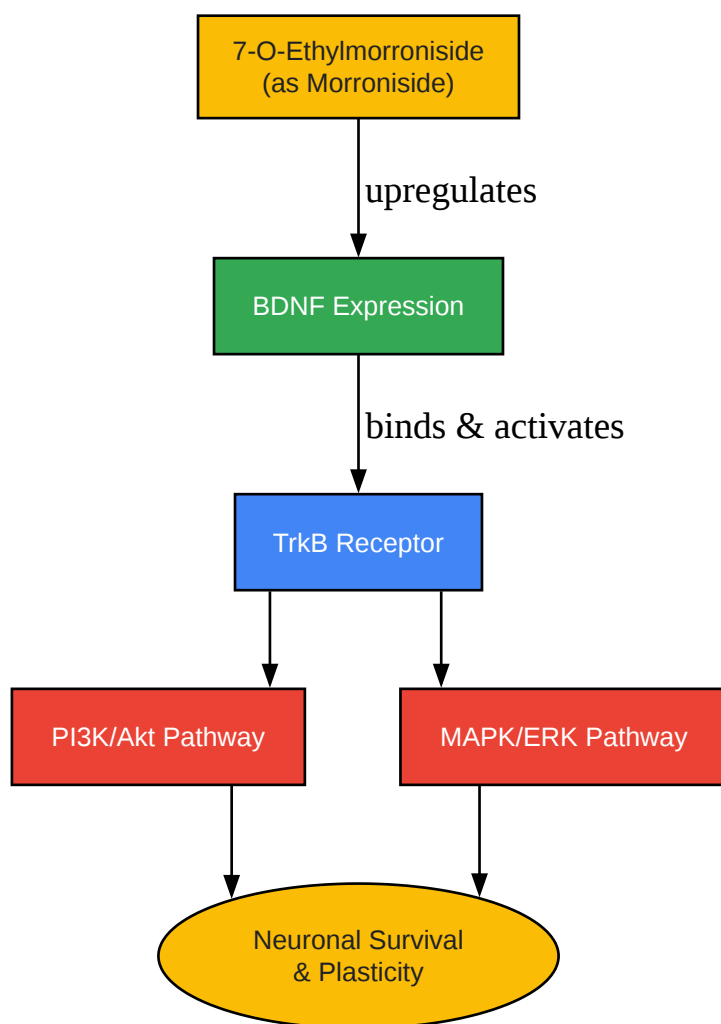 7-O-Ethylmorroniside
(as Morroniside)
upregulates
BDNF Expression
binds & activates
TrkB Receptor
PI3K/Akt Pathway
MAPK/ERK Pathway
Neuronal Survival
& Plasticity